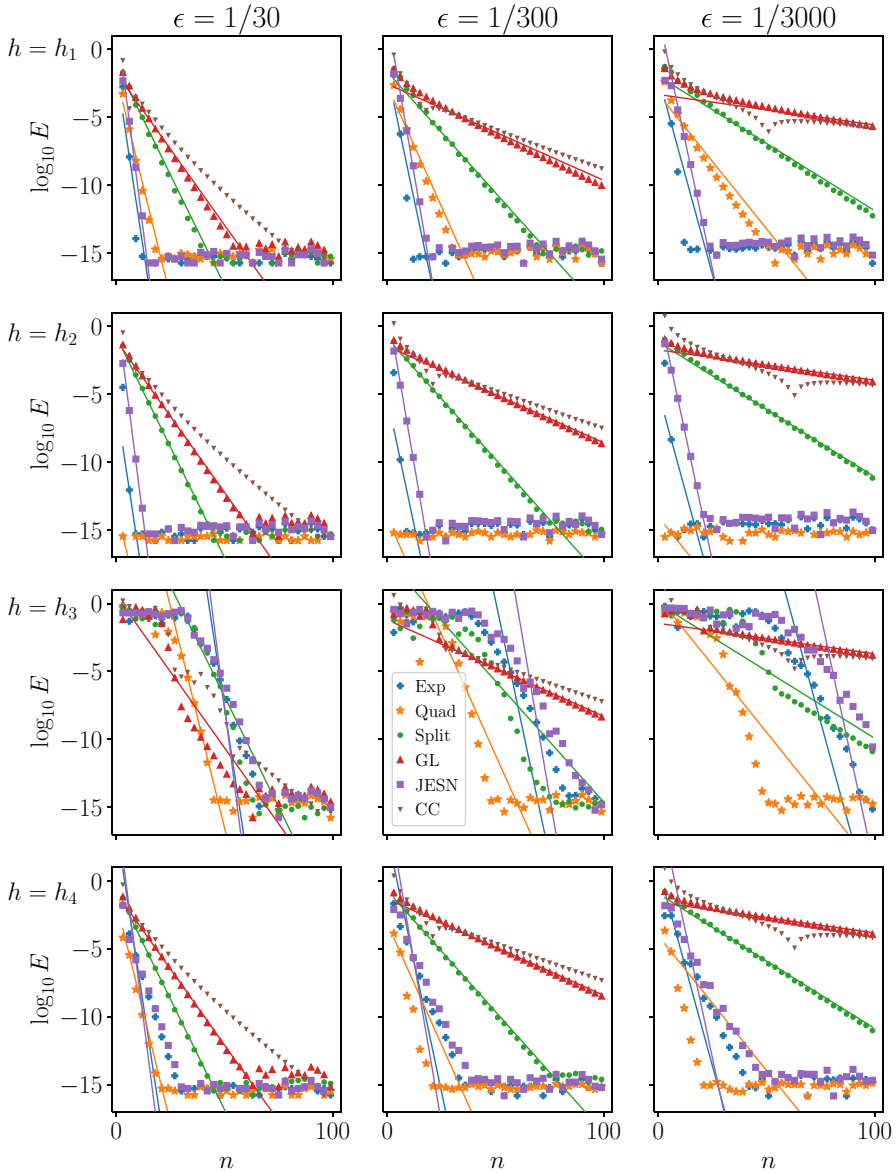 ϵ = 1/30
ϵ = 1/300
ϵ = 1/3000
h = h₁
0
−5
−10
−15
log₁₀ E
h = h₂
0
−5
−10
−15
log₁₀ E
h = h₃
0
−5
−10
−15
log₁₀ E
Exp
Quad
Split
GL
JESN
CC
h = h₄
0
−5
−10
−15
log₁₀ E
0
100
0
100
0
100
n
n
n